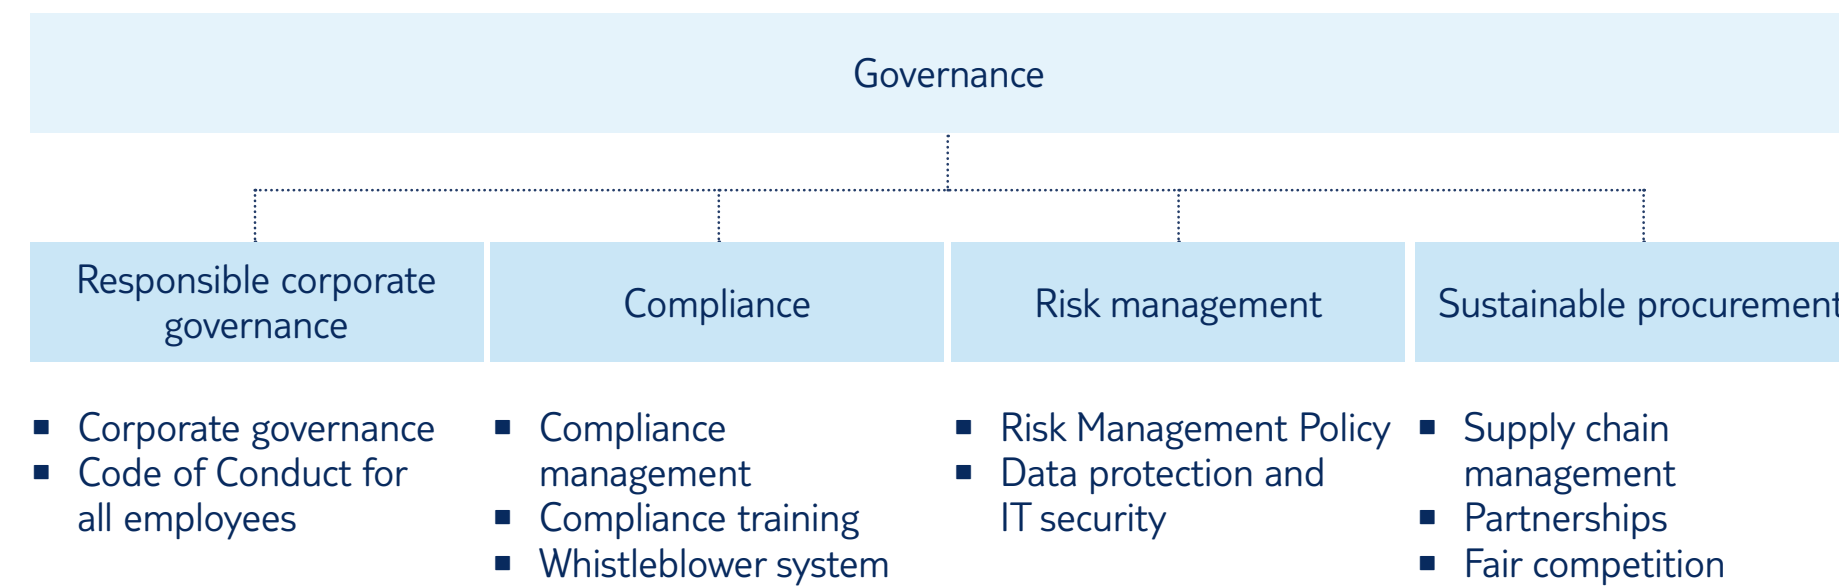 Governance
Responsible corporate
governance
Compliance
Risk management
Sustainable procurement
▪ Corporate governance
▪ Code of Conduct for
all employees
▪ Compliance
management
▪ Compliance training
▪ Whistleblower system
▪ Risk Management Policy
▪ Data protection and
IT security
▪ Supply chain
management
▪ Partnerships
▪ Fair competition